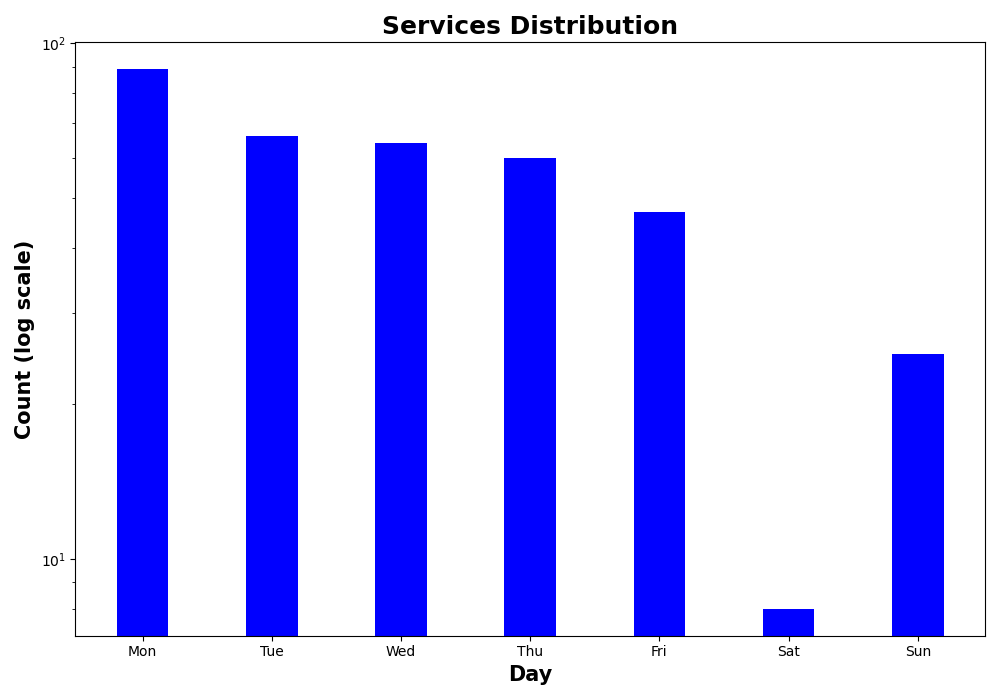 Services Distribution
10²
10¹
Count (log scale)
Mon Tue Wed Thu Fri Sat Sun
Day